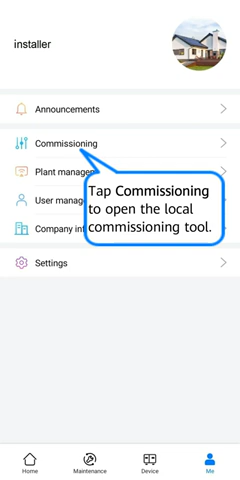 installer
Announcements
Commissioning
Plant manage
User manag
Company inf
Tap Commissioning
to open the local
commissioning tool.
Settings
Home Maintenance Device Me